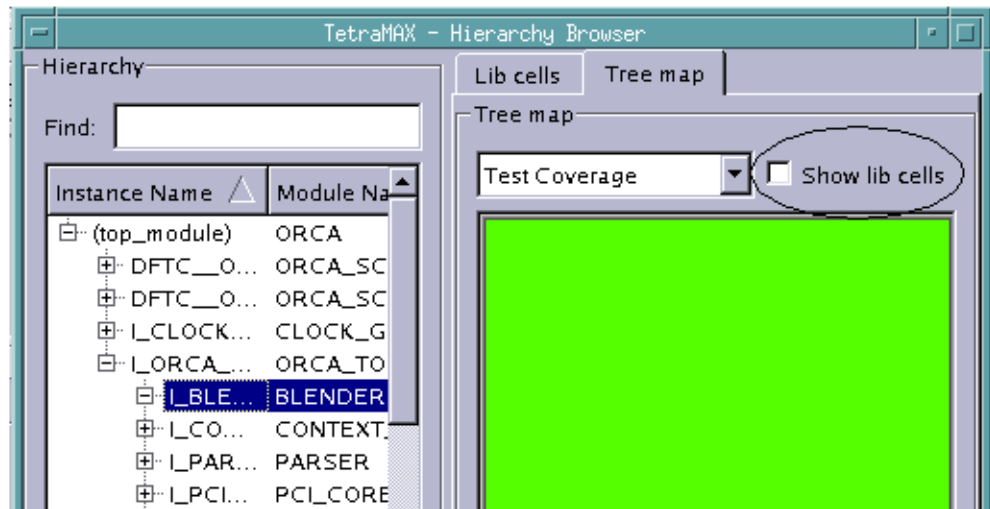 TetraMAX - Hierarchy Browser
Hierarchy
Find:
Instance Name Module Na
(top_module) ORCA
DFTC__O... ORCA_SC
DFTC__O... ORCA_SC
I_CLOCK... CLOCK_G
I_ORCA_... ORCA_TO
I_BLE... BLENDER
I_CO... CONTEXT_
I_PAR... PARSER
I_PCI... PCI_CORE
Lib cells Tree map
Tree map
Test Coverage Show lib cells